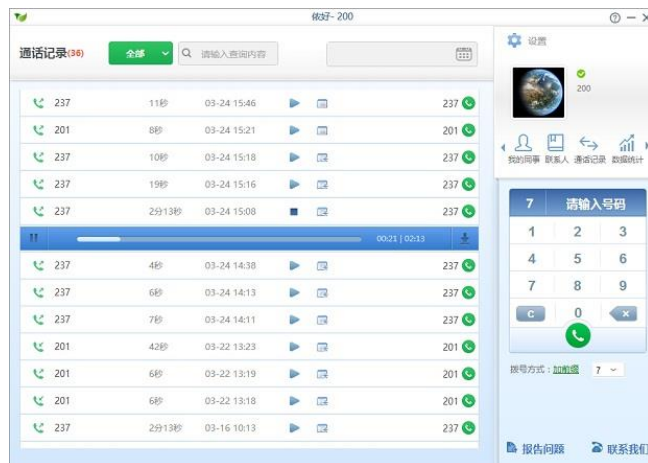 你好- 200
通话记录(36)
全部
请输入查询内容
设置
200
237 11秒 03-24 15:46 237
201 8秒 03-24 15:21 201
237 10秒 03-24 15:18 237
237 19秒 03-24 15:16 237
237 2分13秒 03-24 15:08 237
00:21 | 02:13
237 4秒 03-24 14:38 237
237 6秒 03-24 14:13 237
237 7秒 03-24 14:11 237
201 42秒 03-22 13:23 201
201 6秒 03-22 13:19 201
201 6秒 03-22 13:18 201
237 2分13秒 03-16 10:13 237
我的同事 联系人 通话记录 数据统计
7 请输入号码
1 2 3
4 5 6
7 8 9
C 0 ×
拨号方式：加前缀 7
报告问题 联系我们